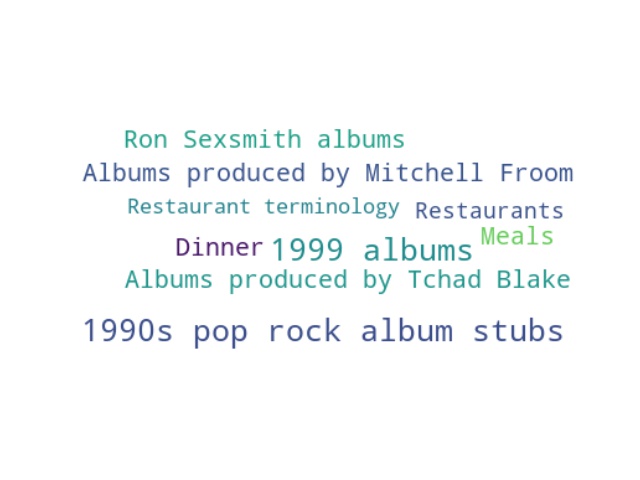 Ron Sexsmith albums
Albums produced by Mitchell Froom
Restaurant terminology
Restaurants
Meals
Dinner
1999 albums
Albums produced by Tchad Blake
1990s pop rock album stubs